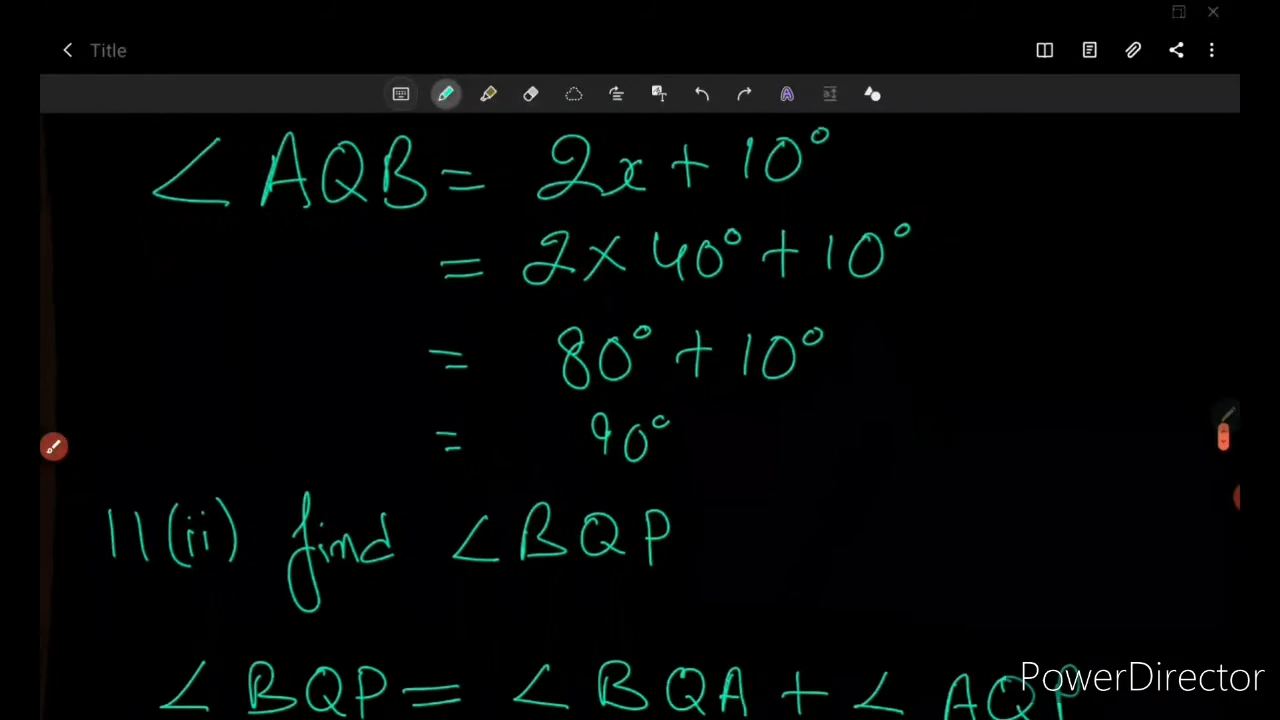 Title
∠AQB = 2x + 10°
= 2 × 40° + 10°
= 80° + 10°
= 90°
11(ii) find ∠BQP
∠BQP = ∠BQA + ∠AQP
PowerDirector